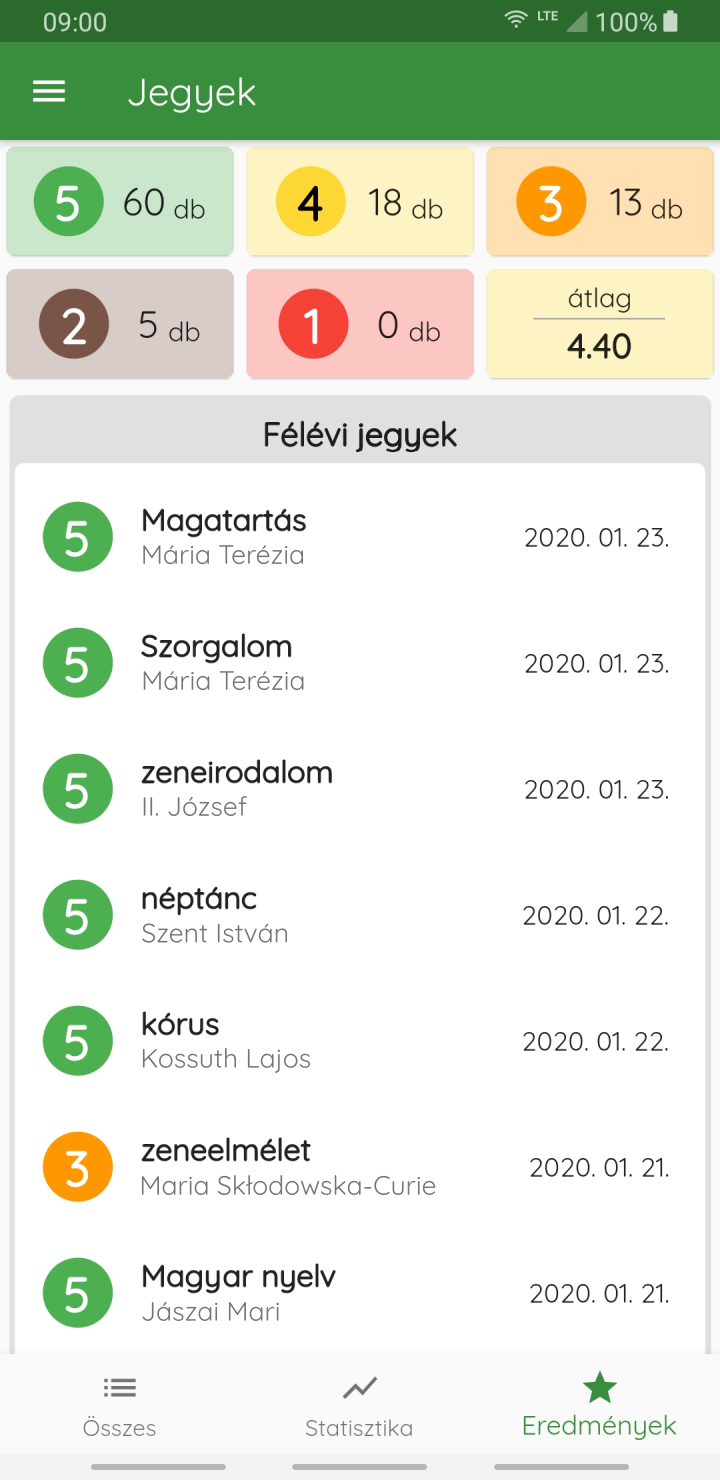 09:00 LTE 100%
Jegyek
5 60 db 4 18 db 3 13 db
2 5 db 1 0 db átlag
4.40
Félévi jegyek
5 Magatartás 2020. 01. 23.
Mária Terézia
5 Szorgalom 2020. 01. 23.
Mária Terézia
5 zeneirodalom 2020. 01. 23.
II. József
5 néptánc 2020. 01. 22.
Szent István
5 kórus 2020. 01. 22.
Kossuth Lajos
3 zeneelmélet 2020. 01. 21.
Maria Skłodowska-Curie
5 Magyar nyelv 2020. 01. 21.
Jászai Mari
Összes Statisztika Eredmények